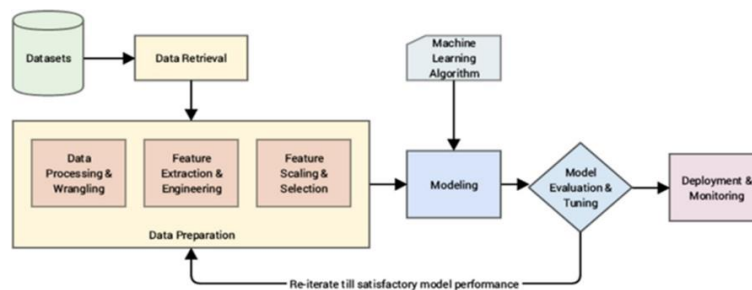 Datasets
Data Retrieval
Machine
Learning
Algorithm
Data
Processing &
Wrangling
Feature
Extraction &
Engineering
Feature
Scaling &
Selection
Data Preparation
Modeling
Model
Evaluation &
Tuning
Deployment &
Monitoring
Re-iterate till satisfactory model performance